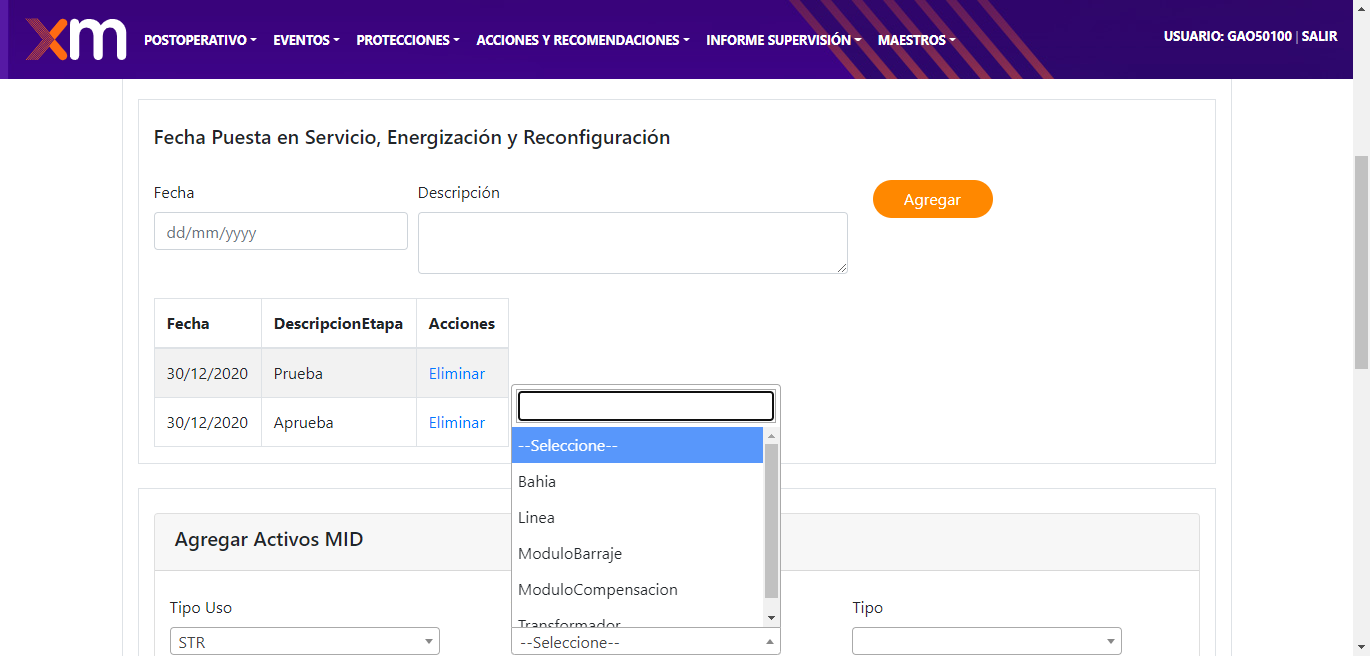 xm POSTOPERATIVO EVENTOS PROTECCIONES ACCIONES Y RECOMENDACIONES INFORME SUPERVISIÓN MAESTROS USUARIO: GAO50100 | SALIR
Fecha Puesta en Servicio, Energización y Reconfiguración
Fecha Descripción Agregar
dd/mm/yyyy
Fecha DescripcionEtapa Acciones
30/12/2020 Prueba Eliminar
30/12/2020 Aprueba Eliminar
--Seleccione--
Bahia
Linea
ModuloBarraje
ModuloCompensacion
Transformador
Agregar Activos MID
Tipo Uso Tipo
STR --Seleccione--